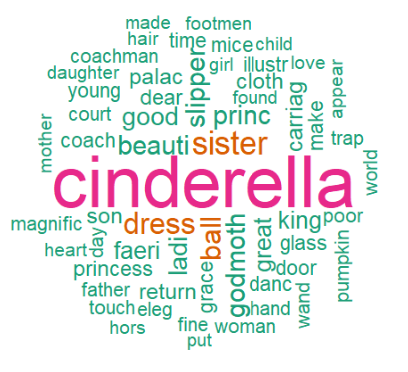 made footmen
hair time mice child
coachman girl illustr love
daughter palac slipper cloth appear
young dear found carriag
court good princ make
mother coach beauti sister trap
world
cinderella
magnific son dress ball king poor
heart day faeri ladi godmoth great glass
princess grace door pumpkin
father return danc
touch eleg hand wand
hors fine woman
put